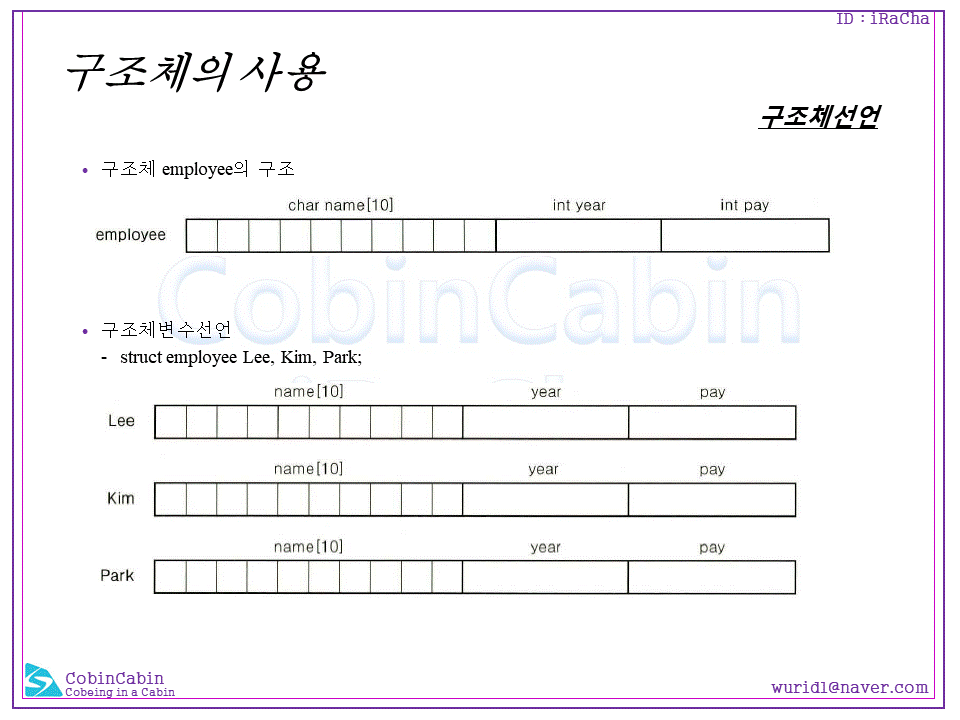 ID : iRaCha
구조체의 사용
구조체선언
• 구조체 employee의 구조
char name[10] int year int pay
employee
CobinCabin
• 구조체변수선언
- struct employee Lee, Kim, Park;
name[10] year pay
Lee
name[10] year pay
Kim
name[10] year pay
Park
CobinCabin
Cobeing in a Cabin
wuridl@naver.com